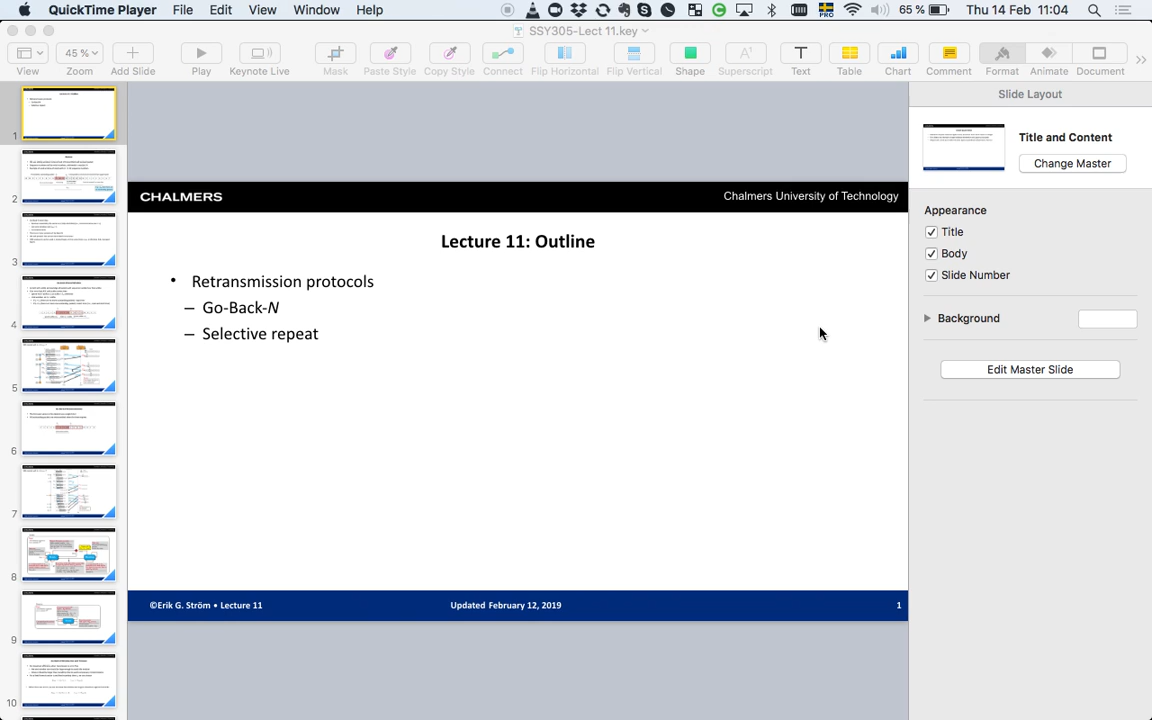 QuickTime Player File Edit View Window Help PRO 65 % Thu 14 Feb 11:04
SSY305-Lect 11.key
View 45 % Zoom Add Slide Play Keynote Live Mask Paste Style Copy Style Connect Flip Horizontal Flip Vertical Shape Superscript Text Table Chart Comment Format Animate Document
Slide Layout
Title and Content
Change Master
Appearance
Title
Body
Slide Number
Background
Edit Master Slide
1
2
3
4
5
6
7
8
9
10
CHALMERS Chalmers University of Technology
Lecture 11: Outline
• Retransmission protocols
– Go-Back-N
– Selective repeat
©Erik G. Ström • Lecture 11 Updated February 12, 2019 1